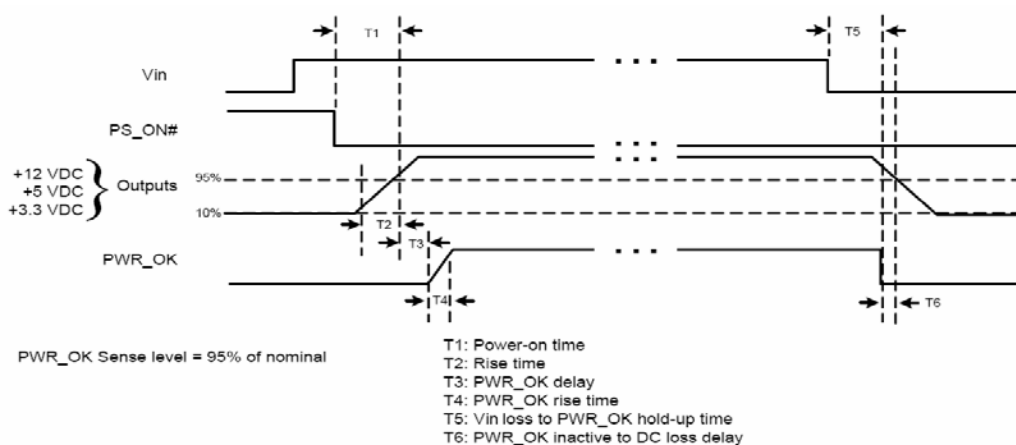 T1
T5
Vin
PS_ON#
+12 VDC
+5 VDC
+3.3 VDC
Outputs
95%
10%
T2
T3
PWR_OK
T4
T6
PWR_OK Sense level = 95% of nominal
T1: Power-on time
T2: Rise time
T3: PWR_OK delay
T4: PWR_OK rise time
T5: Vin loss to PWR_OK hold-up time
T6: PWR_OK inactive to DC loss delay